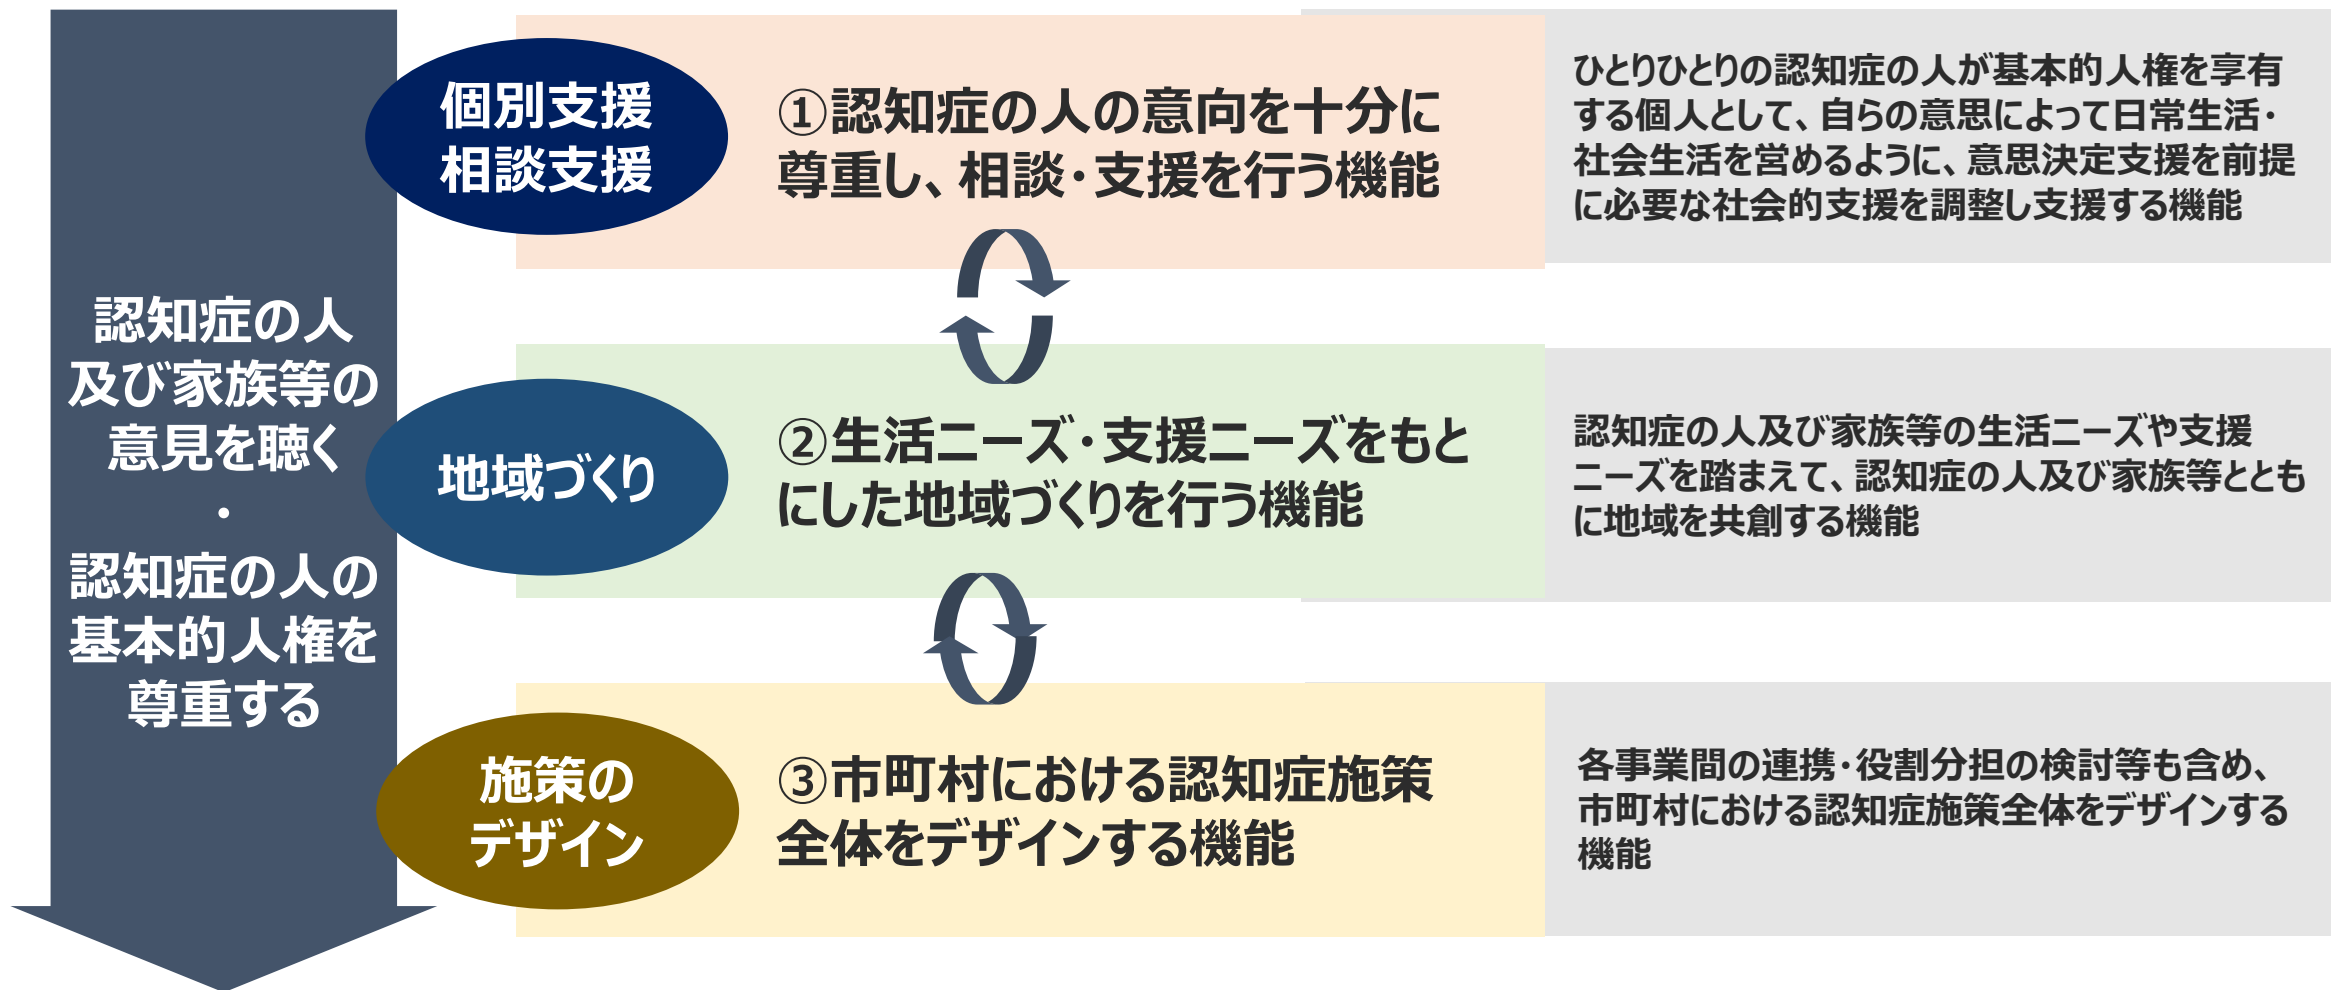 認知症の人
及び家族等の
意見を聴く
・
認知症の人の
基本的人権を
尊重する
個別支援
相談支援
①認知症の人の意向を十分に
尊重し、相談・支援を行う機能
ひとりひとりの認知症の人が基本的人権を享有
する個人として、自らの意思によって日常生活・
社会生活を営めるように、意思決定支援を前提
に必要な社会的支援を調整し支援する機能
地域づくり
②生活ニーズ・支援ニーズをもと
にした地域づくりを行う機能
認知症の人及び家族等の生活ニーズや支援
ニーズを踏まえて、認知症の人及び家族等ととも
に地域を共創する機能
施策の
デザイン
③市町村における認知症施策
全体をデザインする機能
各事業間の連携・役割分担の検討等も含め、
市町村における認知症施策全体をデザインする
機能